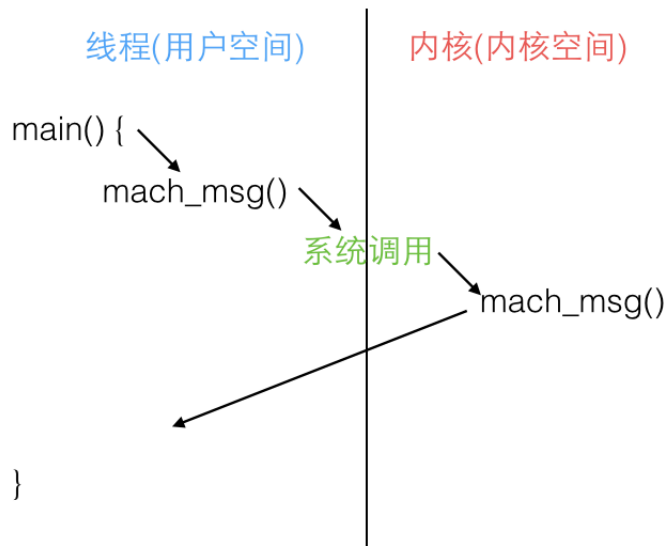 线程(用户空间)
内核(内核空间)
main() {
mach_msg()
系统调用
mach_msg()
}